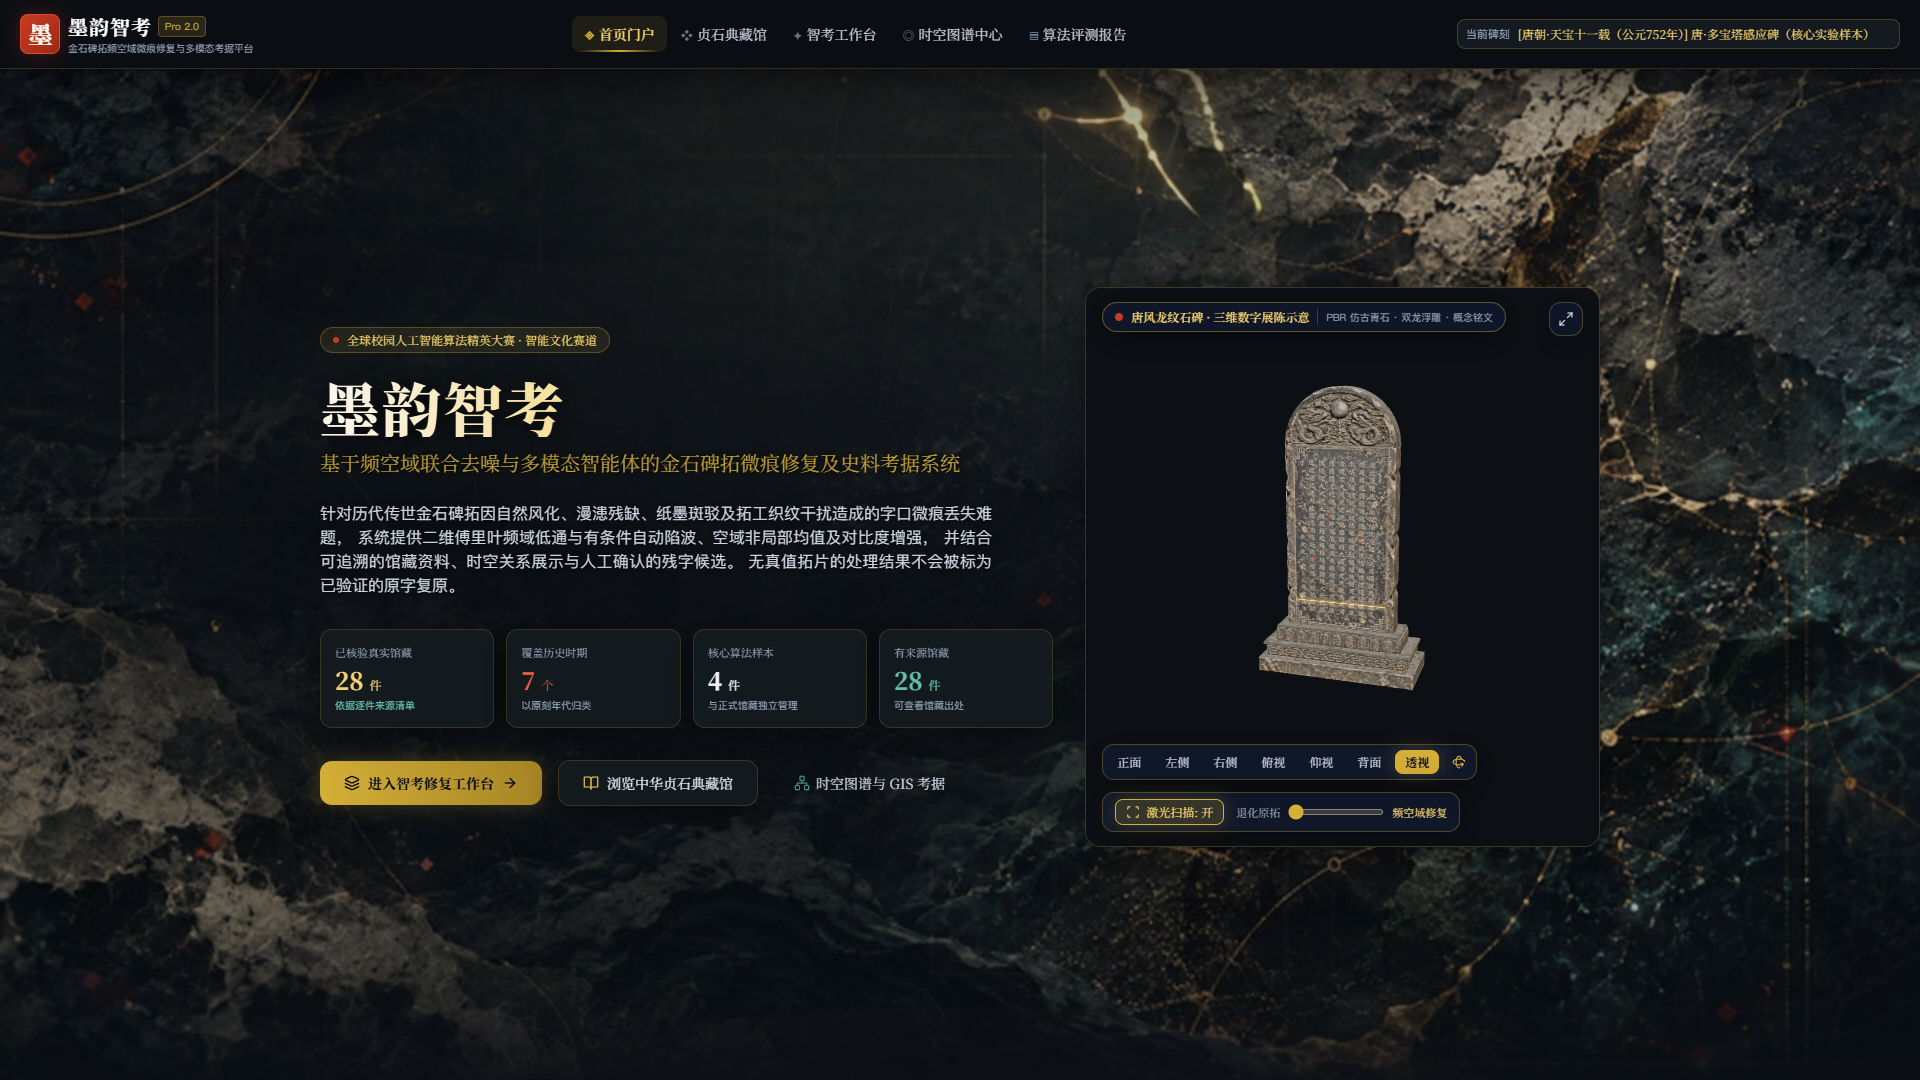 墨
墨韵智考 Pro 2.0
金石碑拓频空域微痕修复与多模态考据平台
首页门户
贞石典藏馆
智考工作台
时空图谱中心
算法评测报告
当前碑刻 [唐朝·天宝十一载（公元752年）] 唐·多宝塔感应碑（核心实验样本）
全球校园人工智能算法精英大赛 · 智能文化赛道
墨韵智考
基于频空域联合去噪与多模态智能体的金石碑拓微痕修复及史料考据系统
针对历代传世金石碑拓因自然风化、漫漶残缺、纸墨斑驳及拓工织纹干扰造成的字口微痕丢失难
题， 系统提供二维傅里叶频域低通与有条件自动陷波、空域非局部均值及对比度增强， 并结合
可追溯的馆藏资料、时空关系展示与人工确认的残字候选。 无真值拓片的处理结果不会被标为
已验证的原字复原。
已核验真实馆藏
28 件
依据逐件来源清单
覆盖历史时期
7 个
以原刻年代归类
核心算法样本
4 件
与正式馆藏独立管理
有来源馆藏
28 件
可查看馆藏出处
进入智考修复工作台
浏览中华贞石典藏馆
时空图谱与 GIS 考据
唐风龙纹石碑 · 三维数字展陈示意 PBR 仿古青石 · 双龙浮雕 · 概念铭文
正面 左侧 右侧 俯视 仰视 背面 透视
激光扫描: 开 退化原拓 频空域修复